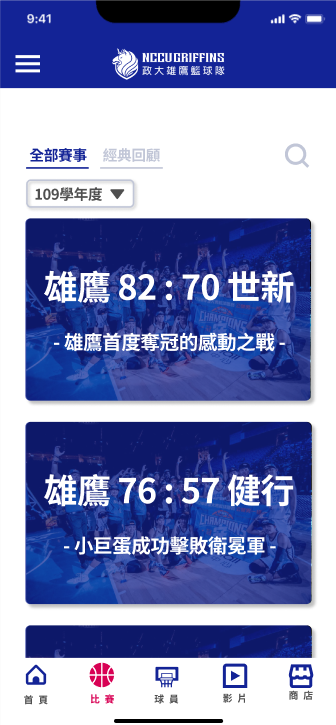 9:41
NCCUGRIFFINS
政大雄鷹籃球隊
全部賽事 經典回顧
109學年度
雄鷹 82 : 70 世新
- 雄鷹首度奪冠的感動之戰 -
雄鷹 76 : 57 健行
- 小巨蛋成功擊敗衛冕軍 -
首頁 比賽 球員 影片 商店